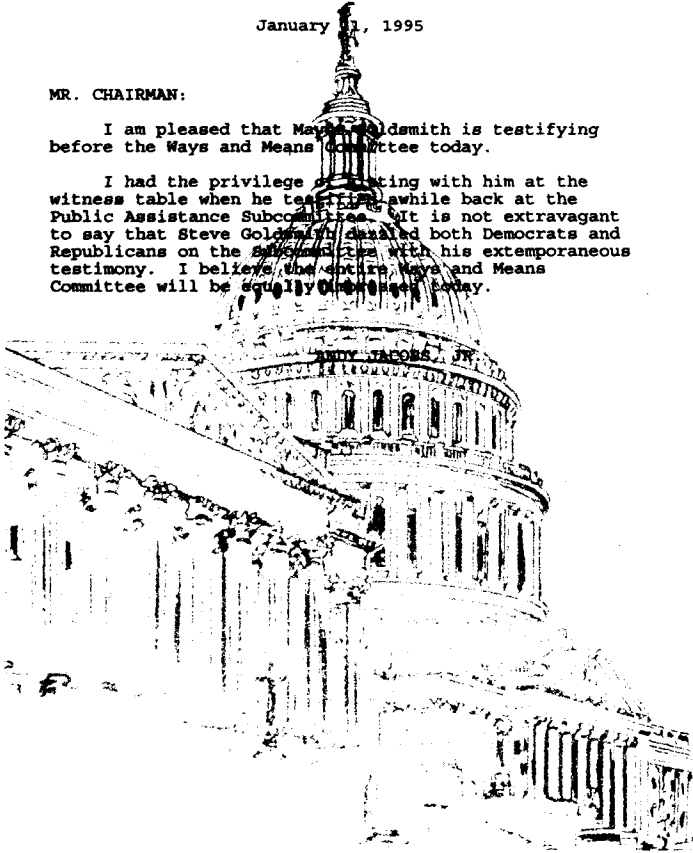 January 1995
MR. CHAIRMAN:
I am pleased that Mayor Goldsmith is testifying
before the Ways and Means Committee today.
I had the privilege of sitting with him at the
witness table when he testified awhile back at the
Public Assistance Subcommittee. It is not extravagant
to say that Steve Goldsmith dazzled both Democrats and
Republicans on the Subcommittee with his extemporaneous
testimony. I believe the entire Ways and Means
Committee will be equally impressed today.
ANDY JACOBS, JR.